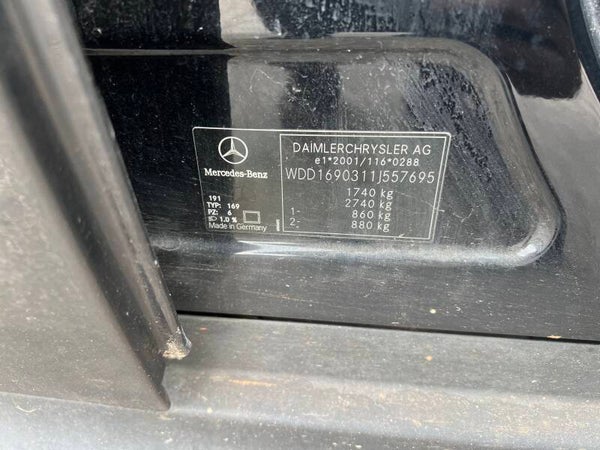 Mercedes-Benz
191
TYP: 169
PZ: 6
1.0 %
Made in Germany
DAIMLERCHRYSLER AG
e1*2001/116*0288
WDD1690311J557695
1740 kg
2740 kg
1- 860 kg
2- 880 kg